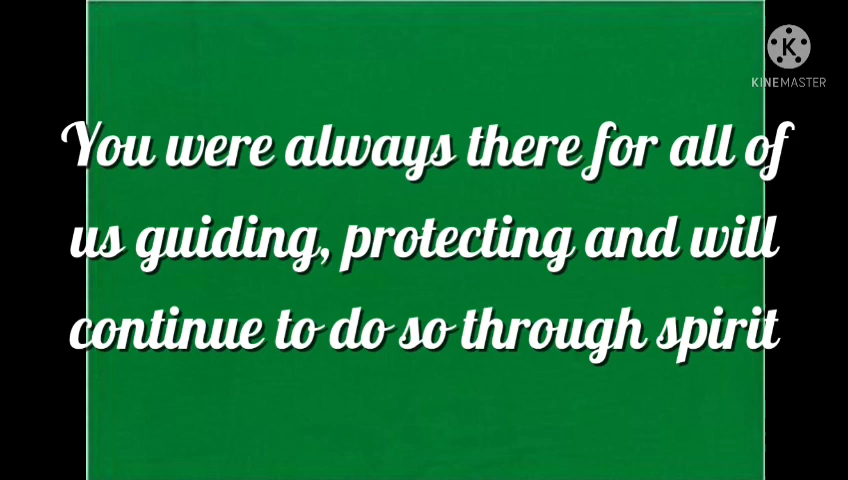 K
KINEMASTER
You were always there for all of
us guiding, protecting and will
continue to do so through spirit